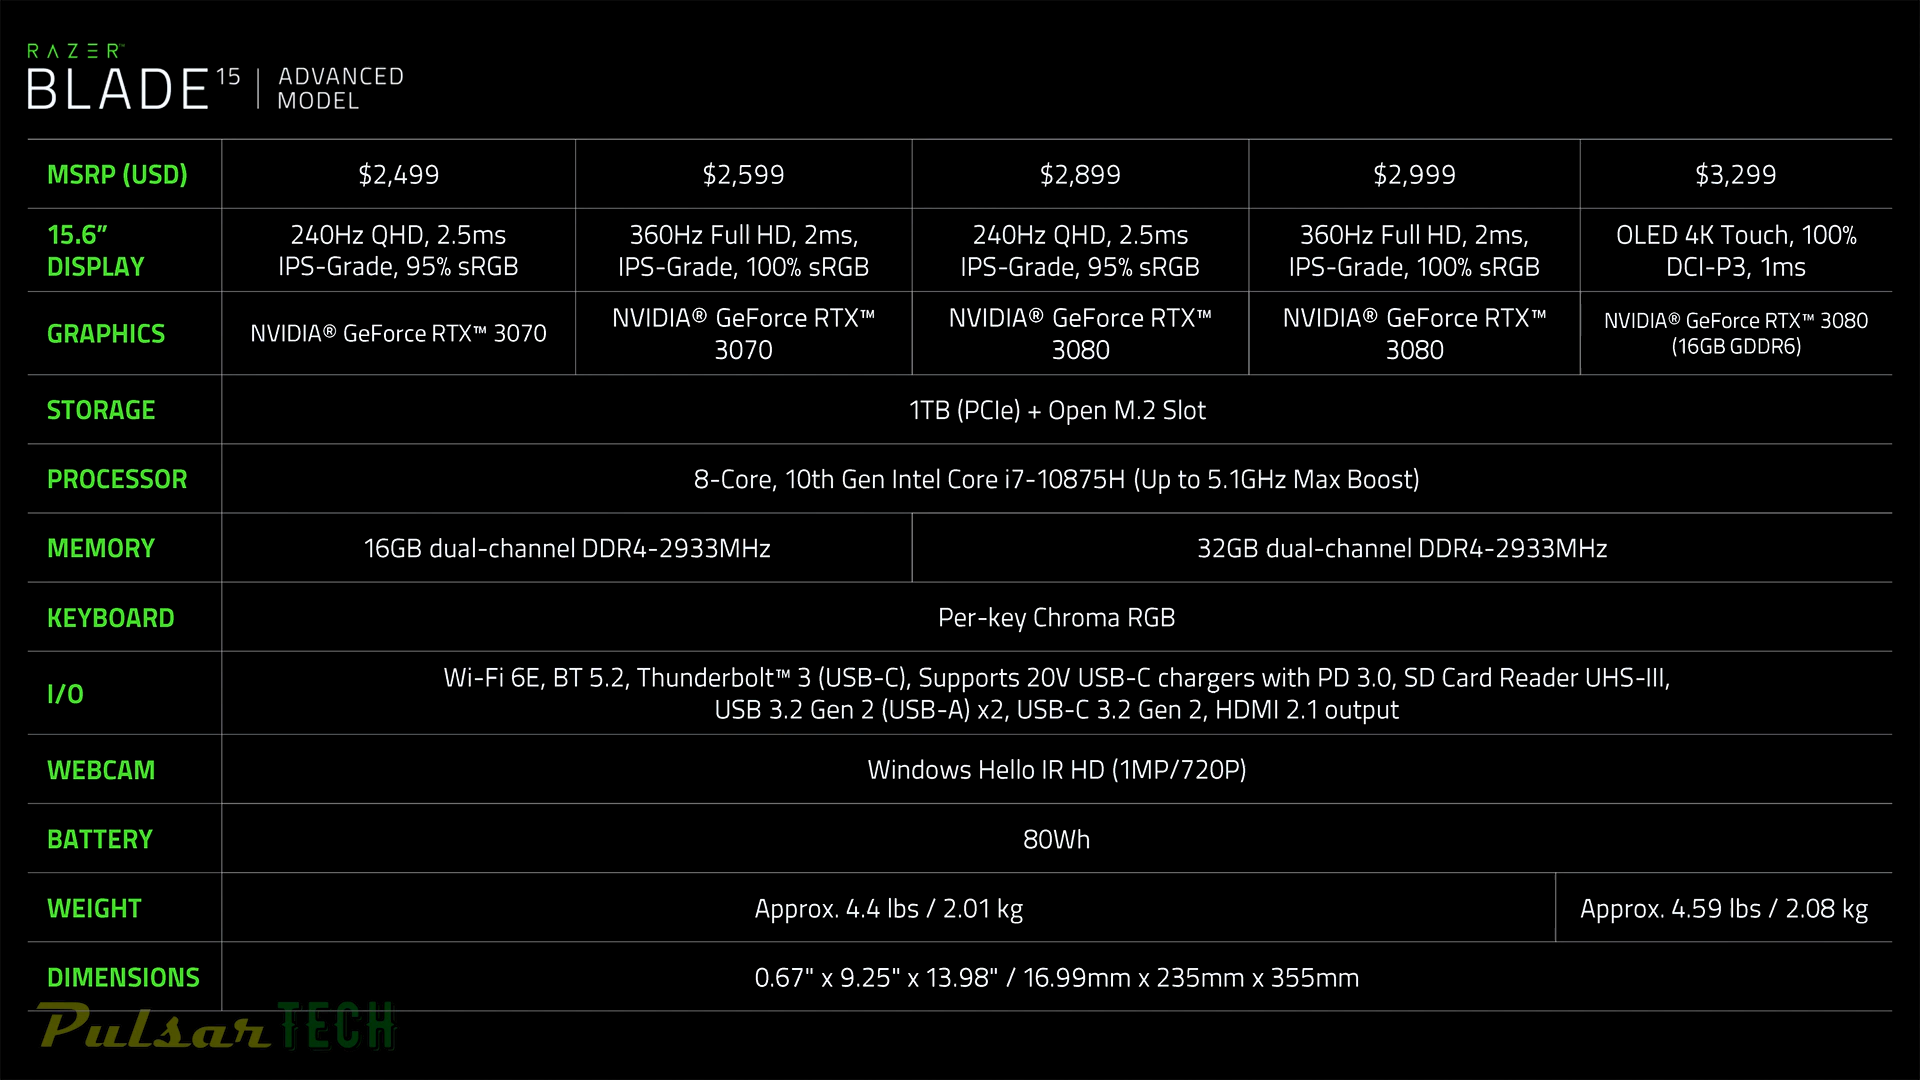 RAZER™
BLADE 15 | ADVANCED
MODEL
MSRP (USD) $2,499 $2,599 $2,899 $2,999 $3,299
15.6” DISPLAY
240Hz QHD, 2.5ms
IPS-Grade, 95% sRGB
360Hz Full HD, 2ms,
IPS-Grade, 100% sRGB
240Hz QHD, 2.5ms
IPS-Grade, 95% sRGB
360Hz Full HD, 2ms,
IPS-Grade, 100% sRGB
OLED 4K Touch, 100%
DCI-P3, 1ms
GRAPHICS
NVIDIA® GeForce RTX™ 3070
NVIDIA® GeForce RTX™
3070
NVIDIA® GeForce RTX™
3080
NVIDIA® GeForce RTX™
3080
NVIDIA® GeForce RTX™ 3080
(16GB GDDR6)
STORAGE
1TB (PCIe) + Open M.2 Slot
PROCESSOR
8-Core, 10th Gen Intel Core i7-10875H (Up to 5.1GHz Max Boost)
MEMORY
16GB dual-channel DDR4-2933MHz
32GB dual-channel DDR4-2933MHz
KEYBOARD
Per-key Chroma RGB
I/O
Wi-Fi 6E, BT 5.2, Thunderbolt™ 3 (USB-C), Supports 20V USB-C chargers with PD 3.0, SD Card Reader UHS-III,
USB 3.2 Gen 2 (USB-A) x2, USB-C 3.2 Gen 2, HDMI 2.1 output
WEBCAM
Windows Hello IR HD (1MP/720P)
BATTERY
80Wh
WEIGHT
Approx. 4.4 lbs / 2.01 kg
Approx. 4.59 lbs / 2.08 kg
DIMENSIONS
0.67" x 9.25" x 13.98" / 16.99mm x 235mm x 355mm
Pulsar TECH